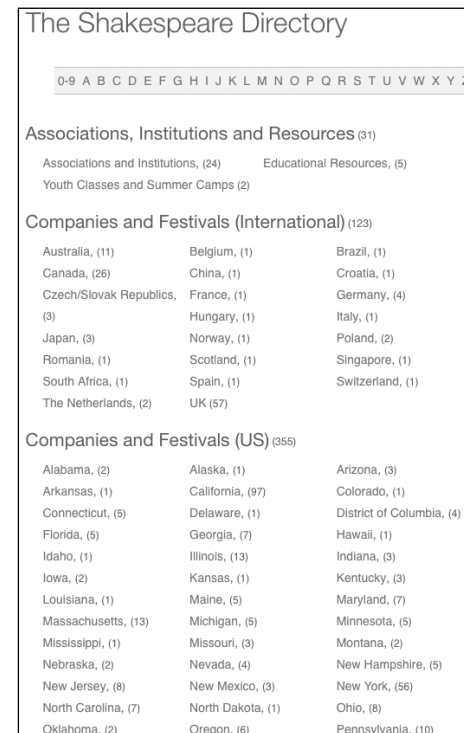 The Shakespeare Directory
0-9 A B C D E F G H I J K L M N O P Q R S T U V W X Y Z
Associations, Institutions and Resources (31)
Associations and Institutions, (24) Educational Resources, (5)
Youth Classes and Summer Camps (2)
Companies and Festivals (International) (123)
Australia, (11) Belgium, (1) Brazil, (1)
Canada, (26) China, (1) Croatia, (1)
Czech/Slovak Republics, France, (1) Germany, (4)
(3) Hungary, (1) Italy, (1)
Japan, (3) Norway, (1) Poland, (2)
Romania, (1) Scotland, (1) Singapore, (1)
South Africa, (1) Spain, (1) Switzerland, (1)
The Netherlands, (2) UK (57)
Companies and Festivals (US) (355)
Alabama, (2) Alaska, (1) Arizona, (3)
Arkansas, (1) California, (97) Colorado, (1)
Connecticut, (5) Delaware, (1) District of Columbia, (4)
Florida, (5) Georgia, (7) Hawaii, (1)
Idaho, (1) Illinois, (13) Indiana, (3)
Iowa, (2) Kansas, (1) Kentucky, (3)
Louisiana, (1) Maine, (5) Maryland, (7)
Massachusetts, (13) Michigan, (5) Minnesota, (5)
Mississippi, (1) Missouri, (3) Montana, (2)
Nebraska, (2) Nevada, (4) New Hampshire, (5)
New Jersey, (8) New Mexico, (3) New York, (56)
North Carolina, (7) North Dakota, (1) Ohio, (8)
Oklahoma, (2) Oregon, (6) Pennsylvania, (10)